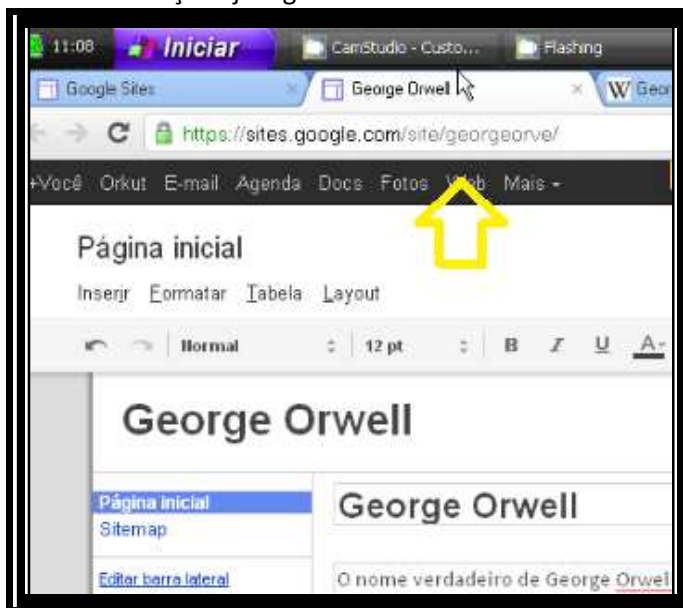 11:08 Iniciar CamStudio - Custo... Flashing
Google Sites George Orwell W Geor
https://sites.google.com/site/georgeorve/
+Você Orkut E-mail Agenda Docs Fotos Web Mais
Página inicial
Inserir Formatar Tabela Layout
Normal 12 pt B I U A
George Orwell
Página inicial
George Orwell
Sitemap
Editar barra lateral
O nome verdadeiro de George Orwel